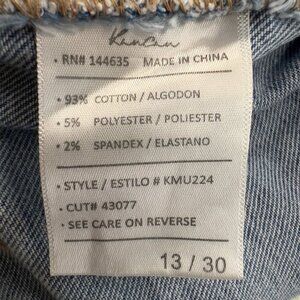 KanCan
• RN# 144635 MADE IN CHINA
• 93% COTTON / ALGODON
• 5% POLYESTER / POLIESTER
• 2% SPANDEX / ELASTANO
• STYLE / ESTILO # KMU224
• CUT# 43077
• SEE CARE ON REVERSE
13 / 30